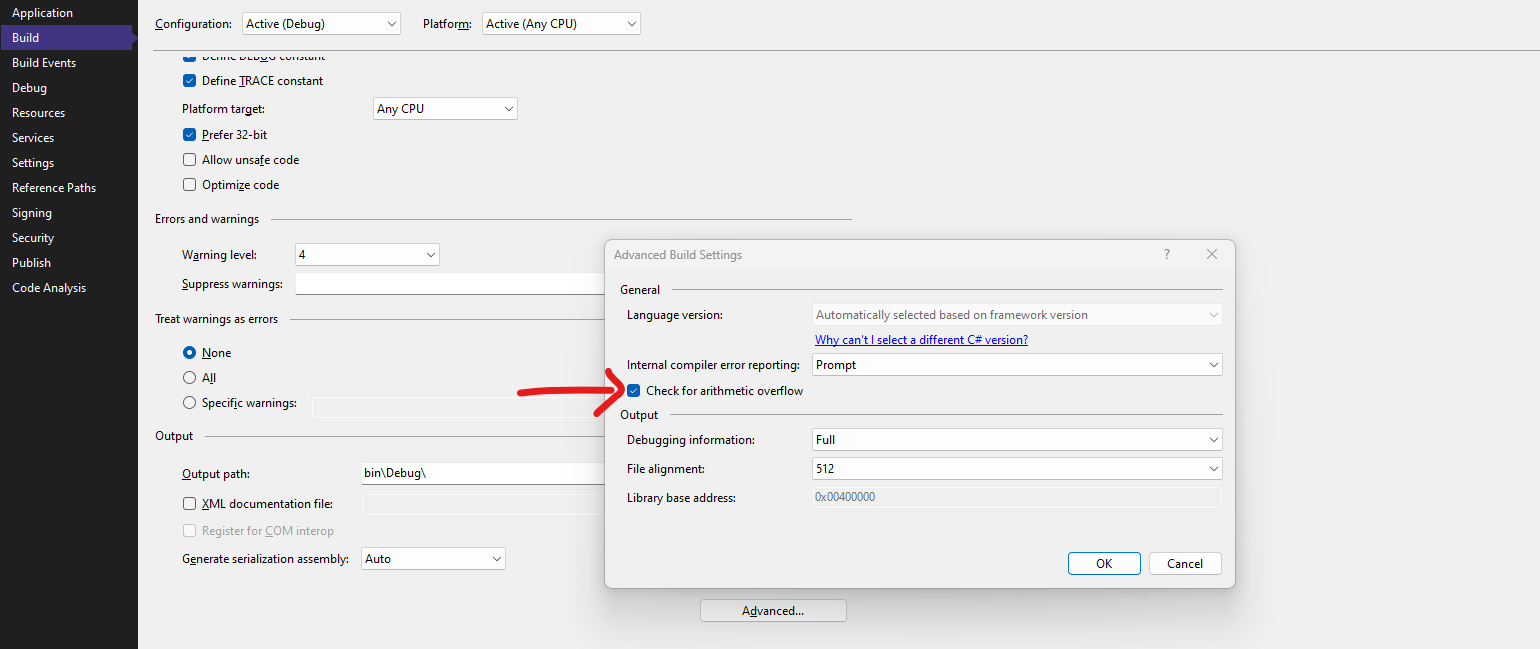 Application
Build
Build Events
Debug
Resources
Services
Settings
Reference Paths
Signing
Security
Publish
Code Analysis
Configuration: Active (Debug) Platform: Active (Any CPU)
Define DEBUG constant
Define TRACE constant
Platform target: Any CPU
Prefer 32-bit
Allow unsafe code
Optimize code
Errors and warnings
Warning level: 4
Suppress warnings:
Treat warnings as errors
None
All
Specific warnings:
Output
Output path: bin\Debug\
XML documentation file:
Register for COM interop
Generate serialization assembly: Auto
Advanced...
Advanced Build Settings ?
General
Language version: Automatically selected based on framework version
Why can't I select a different C# version?
Internal compiler error reporting: Prompt
Check for arithmetic overflow
Output
Debugging information: Full
File alignment: 512
Library base address: 0x00400000
OK Cancel